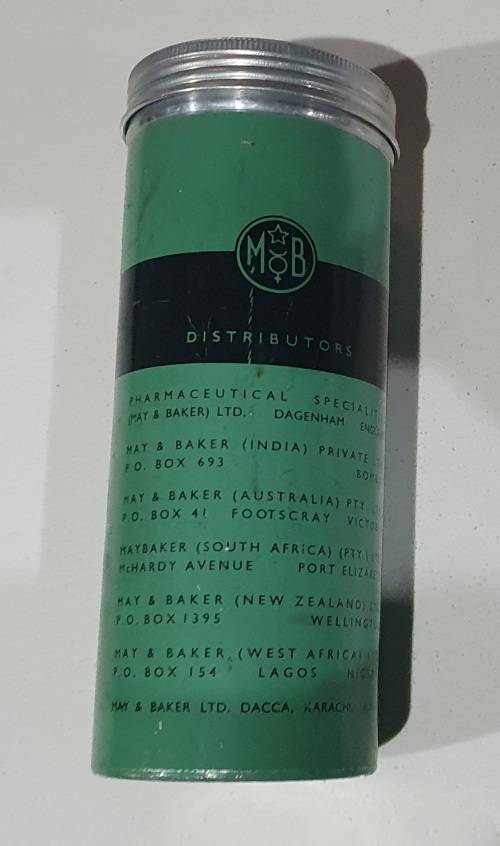 M B
DISTRIBUTORS
PHARMACEUTICAL
(MAY & BAKER) LTD. DAGENHAM
MAY & BAKER (INDIA) PRIVATE
P.O. BOX 693
MAY & BAKER (AUSTRALIA) PTY.
P.O. BOX 41 FOOTSCRAY
MAYBAKER (SOUTH AFRICA) (PTY.)
McHARDY AVENUE PORT
MAY & BAKER (NEW ZEALAND)
P.O. BOX 1395
MAY & BAKER (WEST AFRICA)
P.O. BOX 154 LAGOS
MAY & BAKER LTD. DACCA, KARACHI,